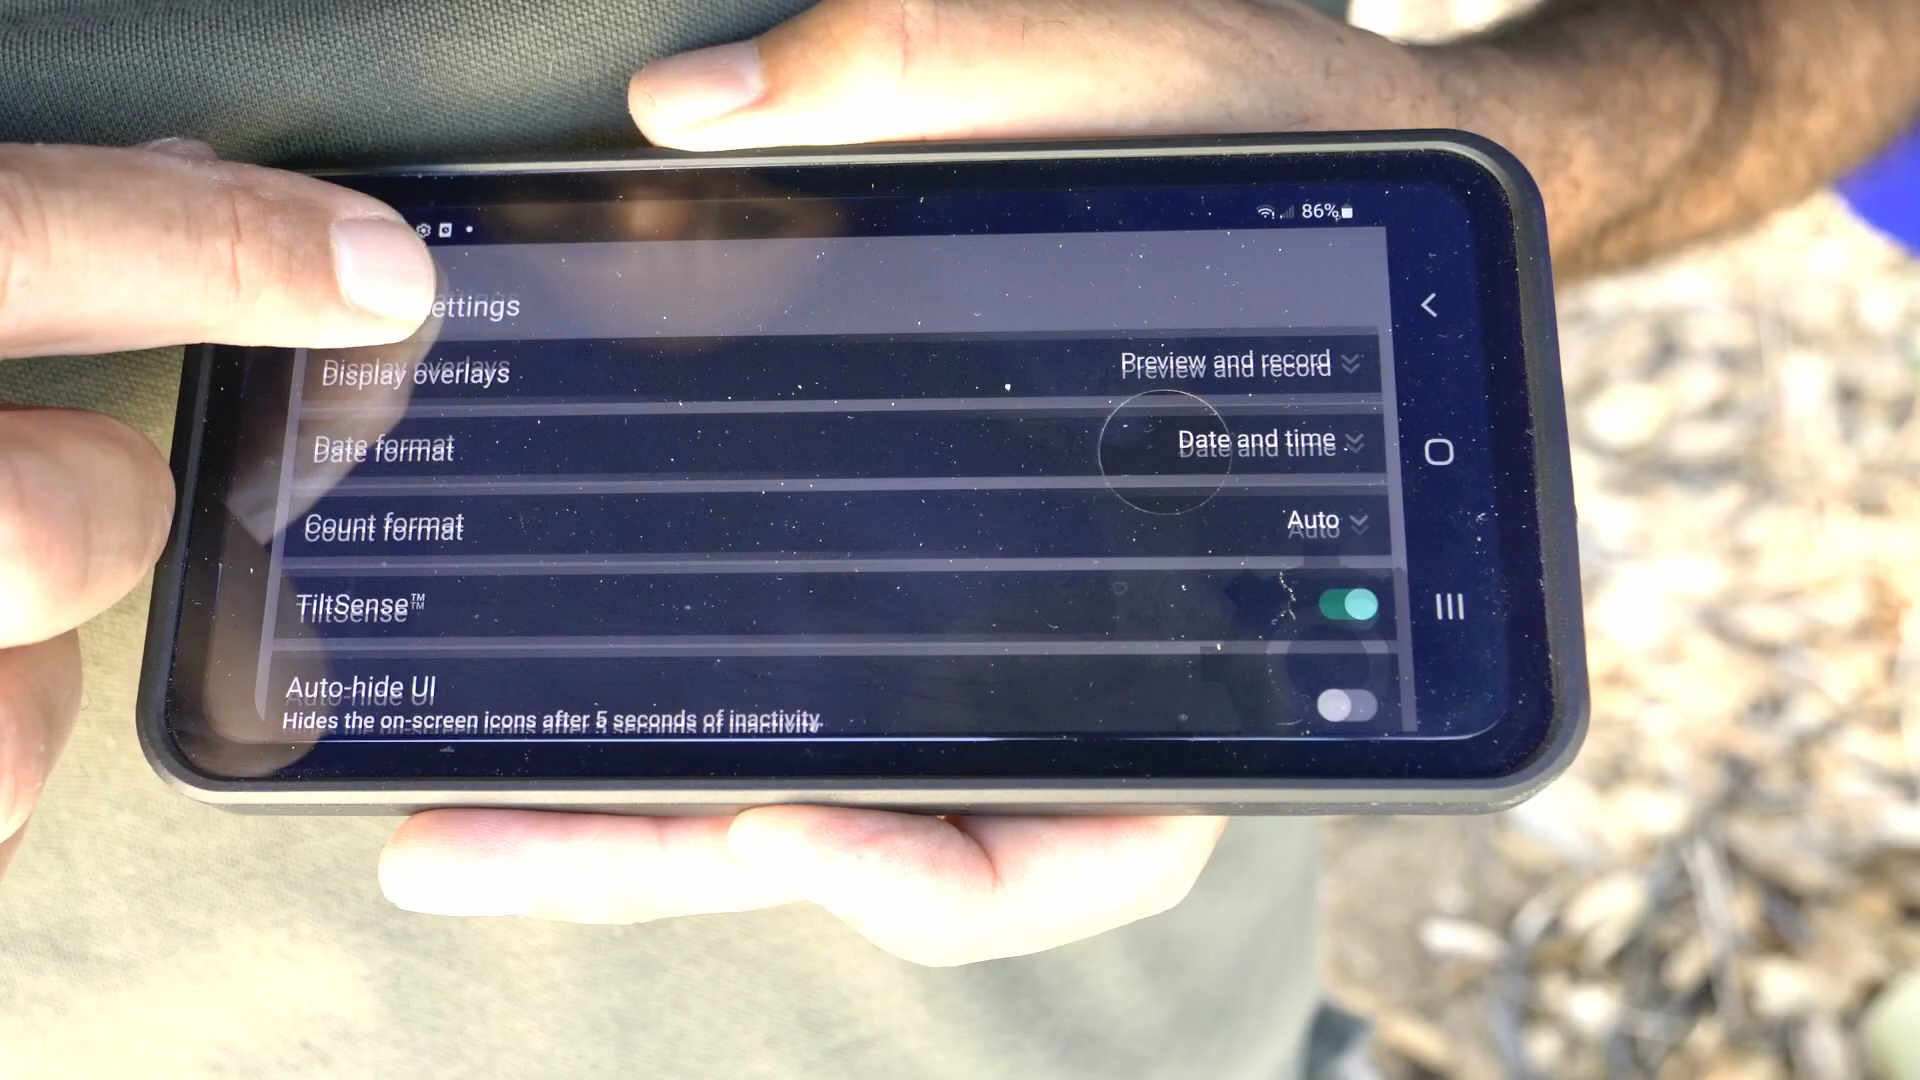 86%
ettings
Display overlays Preview and record
Date format Date and time
Count format Auto
TiltSense™
Auto-hide UI
Hides the on-screen icons after 5 seconds of inactivity